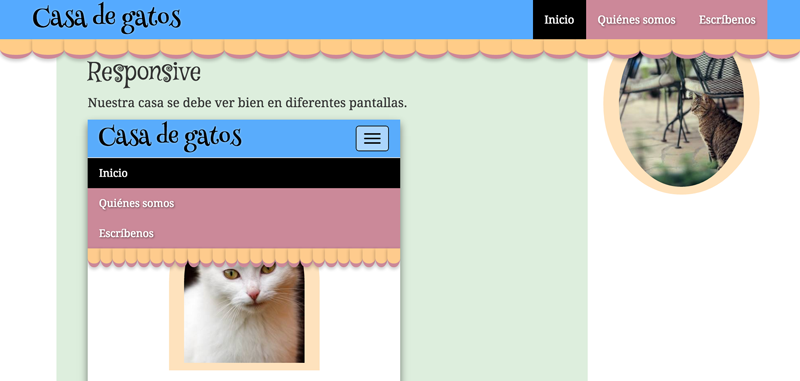 Casa de gatos
Inicio Quiénes somos Escríbenos
Responsive
Nuestra casa se debe ver bien en diferentes pantallas.
Casa de gatos
Inicio
Quiénes somos
Escríbenos